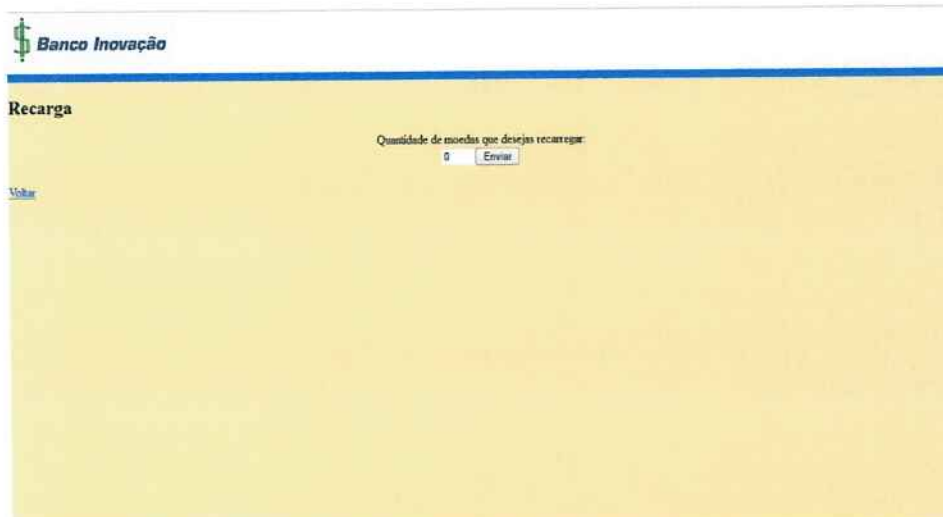 Banco Inovação
Recarga
Quantidade de moedas que desejas recarregar:
0 Enviar
Voltar